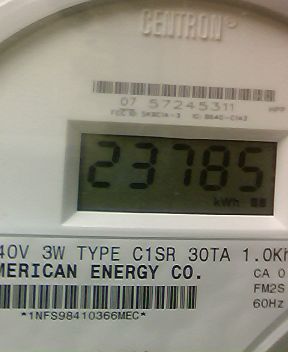 CENTRON®
07 57245311
23785
kWh
40V 3W TYPE C1SR 30TA 1.0Kh
MERICAN ENERGY CO.
CA 0
FM2S
60Hz
*1NFS98410366MEC*